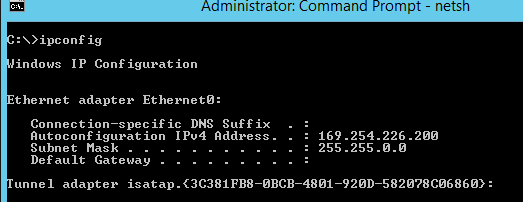 Administrator: Command Prompt - netsh
C:\>ipconfig
Windows IP Configuration
Ethernet adapter Ethernet0:
Connection-specific DNS Suffix . :
Autoconfiguration IPv4 Address. . : 169.254.226.200
Subnet Mask . . . . . . . . . . . : 255.255.0.0
Default Gateway . . . . . . . . . :
Tunnel adapter isatap.{3C381FB8-0BCB-4801-920D-582078C06860}: